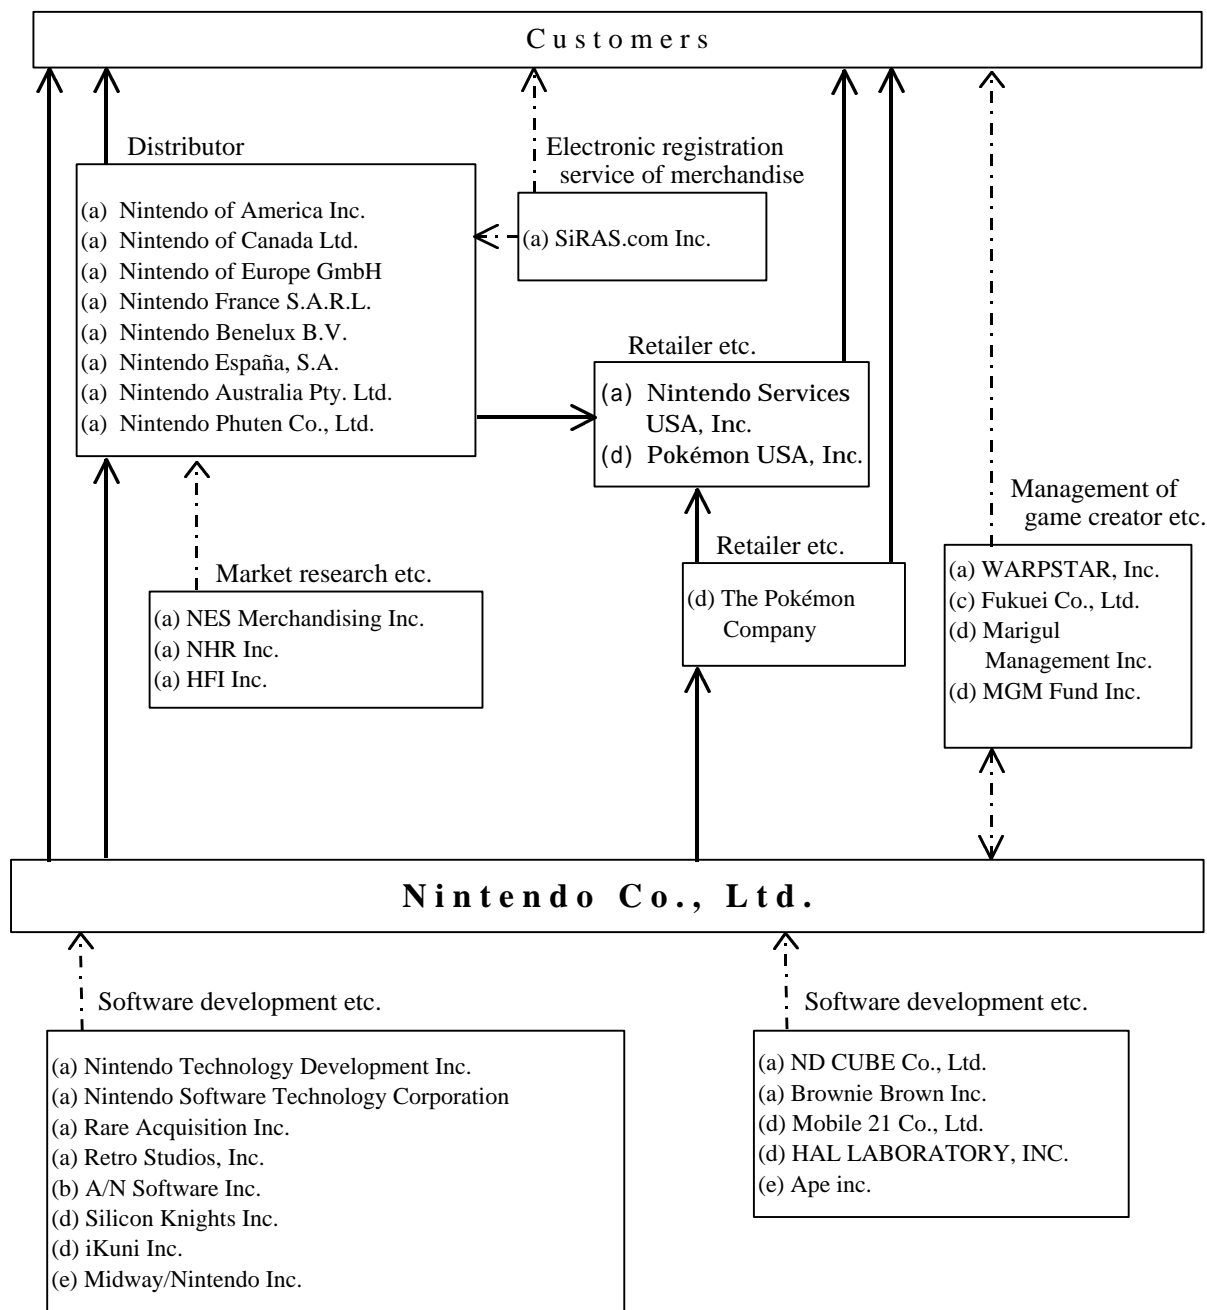 Customers
Distributor
(a) Nintendo of America Inc.
(a) Nintendo of Canada Ltd.
(a) Nintendo of Europe GmbH
(a) Nintendo France S.A.R.L.
(a) Nintendo Benelux B.V.
(a) Nintendo España, S.A.
(a) Nintendo Australia Pty. Ltd.
(a) Nintendo Phuten Co., Ltd.
Electronic registration
service of merchandise
(a) SiRAS.com Inc.
Retailer etc.
(a) Nintendo Services
USA, Inc.
(d) Pokémon USA, Inc.
Market research etc.
(a) NES Merchandising Inc.
(a) NHR Inc.
(a) HFI Inc.
Retailer etc.
(d) The Pokémon
Company
Management of
game creator etc.
(a) WARPSTAR, Inc.
(c) Fukuei Co., Ltd.
(d) Marigul
Management Inc.
(d) MGM Fund Inc.
Nintendo Co., Ltd.
Software development etc.
(a) Nintendo Technology Development Inc.
(a) Nintendo Software Technology Corporation
(a) Rare Acquisition Inc.
(a) Retro Studios, Inc.
(b) A/N Software Inc.
(d) Silicon Knights Inc.
(d) iKuni Inc.
(e) Midway/Nintendo Inc.
Software development etc.
(a) ND CUBE Co., Ltd.
(a) Brownie Brown Inc.
(d) Mobile 21 Co., Ltd.
(d) HAL LABORATORY, INC.
(e) Ape inc.